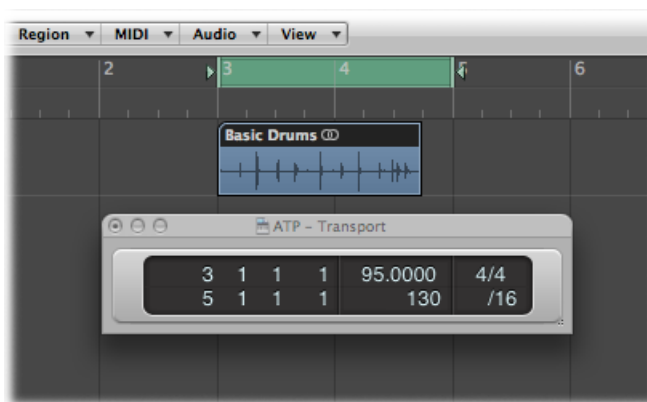 Region MIDI Audio View
2 3 4 5 6
Basic Drums
ATP - Transport
3 1 1 1 95.0000 4/4
5 1 1 1 130 /16